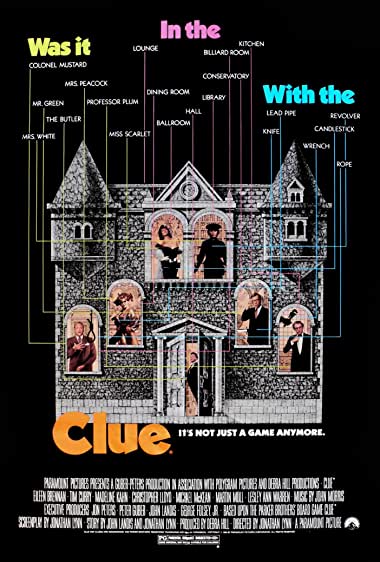 Was it
In the
With the
COLONEL MUSTARD
MRS. PEACOCK
MR. GREEN
PROFESSOR PLUM
THE BUTLER
MRS. WHITE
MISS SCARLET
LOUNGE
KITCHEN
BILLIARD ROOM
CONSERVATORY
DINING ROOM
LIBRARY
HALL
BALLROOM
LEAD PIPE
REVOLVER
CANDLESTICK
KNIFE
WRENCH
ROPE
Clue
IT'S NOT JUST A GAME ANYMORE.
PARAMOUNT PICTURES PRESENTS A GUBER-PETERS PRODUCTION IN ASSOCIATION WITH POLYGRAM PICTURES AND DEBRA HILL PRODUCTIONS · CLUE
EILEEN BRENNAN · TIM CURRY · MADELINE KAHN · CHRISTOPHER LLOYD · MICHAEL McKEAN · MARTIN MULL · LESLEY ANN WARREN · MUSIC BY JOHN MORRIS
EXECUTIVE PRODUCERS JON PETERS · PETER GUBER · JOHN LANDIS · GEORGE FOLSEY, JR. · BASED UPON THE PARKER BROTHERS BOARD GAME CLUE
SCREENPLAY BY JONATHAN LYNN · STORY BY JOHN LANDIS AND JONATHAN LYNN · PRODUCED BY DEBRA HILL · DIRECTED BY JONATHAN LYNN · A PARAMOUNT PICTURE
PG